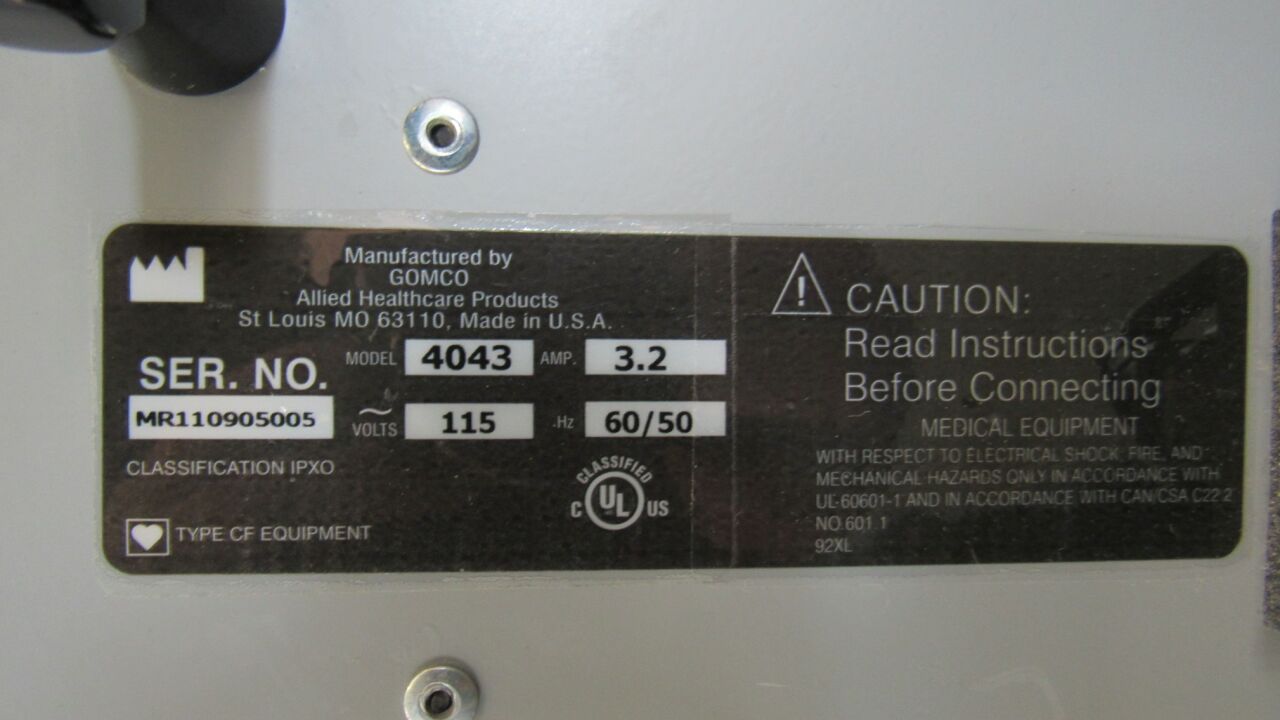 Manufactured by
GOMCO
Allied Healthcare Products
St Louis MO 63110, Made in U.S.A.
SER. NO.
MR110905005
MODEL 4043 AMP. 3.2
VOLTS 115 Hz 60/50
CLASSIFICATION IPXO
TYPE CF EQUIPMENT
CLASSIFIED
C UL US
CAUTION:
Read Instructions
Before Connecting
MEDICAL EQUIPMENT
WITH RESPECT TO ELECTRICAL SHOCK, FIRE, AND
MECHANICAL HAZARDS ONLY IN ACCORDANCE WITH
UL-60601-1 AND IN ACCORDANCE WITH CAN/CSA C22.2
NO.601.1
92XL